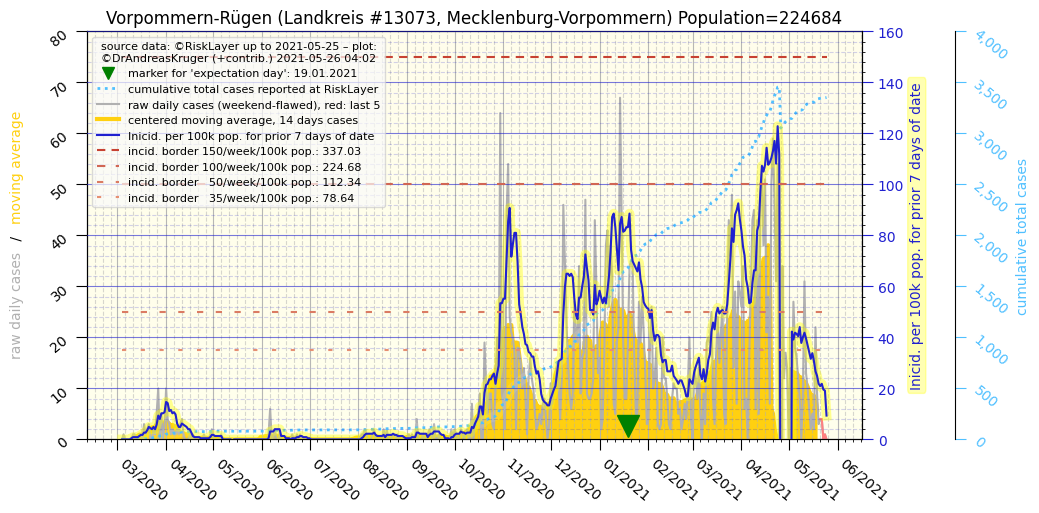 Vorpommern-Rügen (Landkreis #13073, Mecklenburg-Vorpommern) Population=224684
source data: ©RiskLayer up to 2021-05-25 – plot:
©DrAndreasKruger (+contrib.) 2021-05-26 04:02
marker for 'expectation day': 19.01.2021
cumulative total cases reported at RiskLayer
raw daily cases (weekend-flawed), red: last 5
centered moving average, 14 days cases
Inicid. per 100k pop. for prior 7 days of date
incid. border 150/week/100k pop.: 337.03
incid. border 100/week/100k pop.: 224.68
incid. border 50/week/100k pop.: 112.34
incid. border 35/week/100k pop.: 78.64
raw daily cases / moving average
80
70
60
50
40
30
20
10
0
03/2020
04/2020
05/2020
06/2020
07/2020
08/2020
09/2020
10/2020
11/2020
12/2020
01/2021
02/2021
03/2021
04/2021
05/2021
06/2021
160
140
120
100
80
60
40
20
0
Inicid. per 100k pop. for prior 7 days of date
4,000
3,500
3,000
2,500
2,000
1,500
1,000
500
0
cumulative total cases